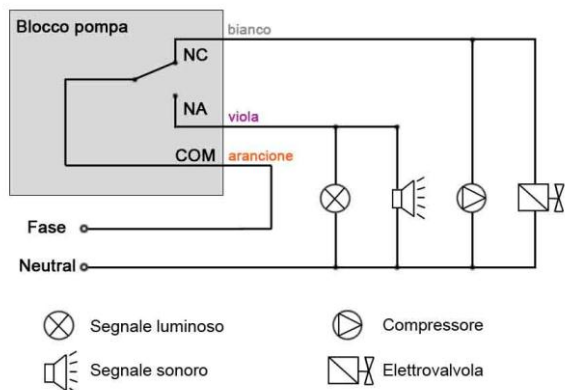 Blocco pompa
bianco
NC
NA
viola
COM
arancione
Fase
Neutral
Segnale luminoso
Compressore
Segnale sonoro
Elettrovalvola